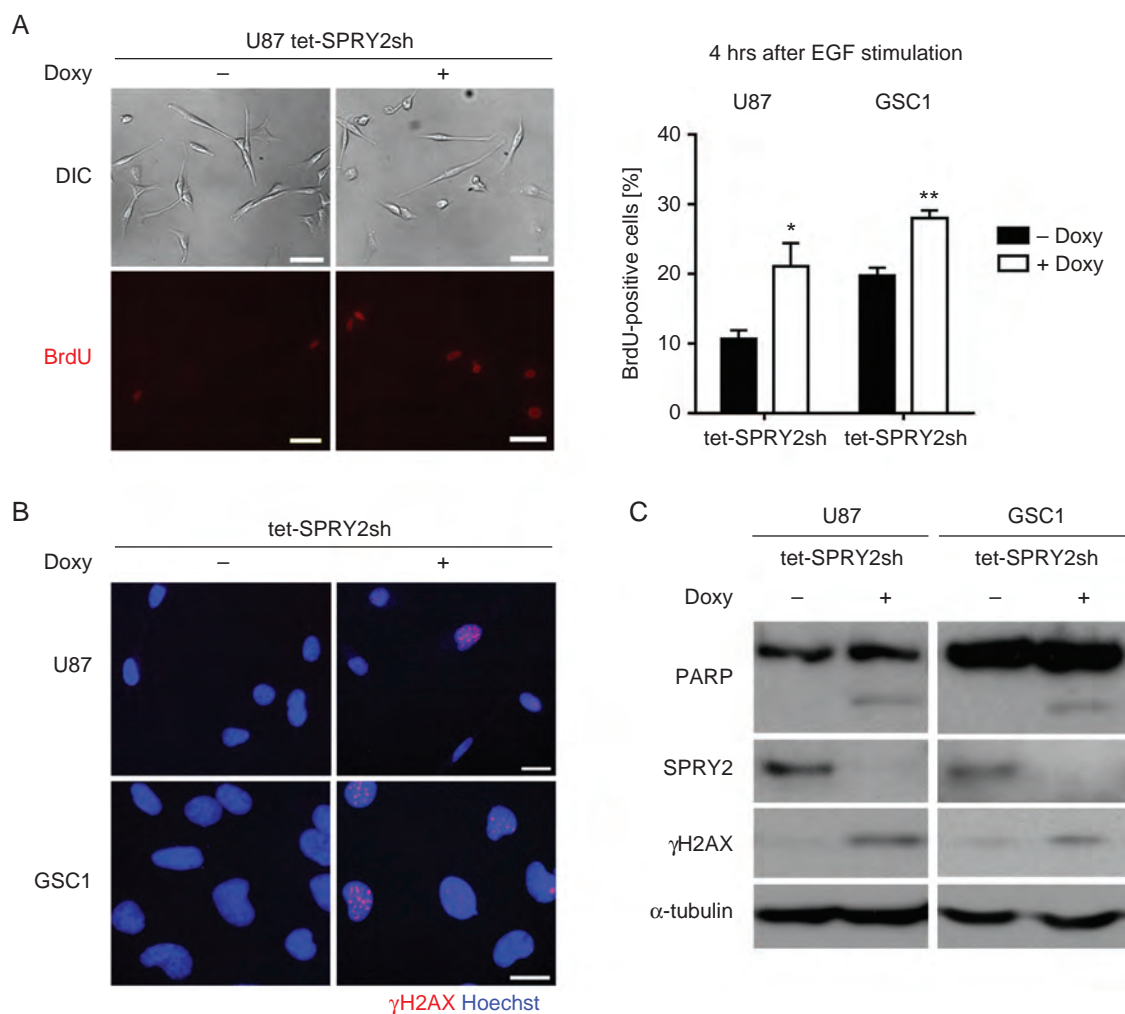 A
U87 tet-SPRY2sh
Doxy – +
DIC
BrdU
4 hrs after EGF stimulation
U87 GSC1
BrdU-positive cells [%]
40
30
20
10
0
* **
– Doxy
+ Doxy
tet-SPRY2sh tet-SPRY2sh
B
tet-SPRY2sh
Doxy – +
U87
GSC1
γH2AX Hoechst
C
U87 GSC1
tet-SPRY2sh tet-SPRY2sh
Doxy – + – +
PARP
SPRY2
γH2AX
α-tubulin